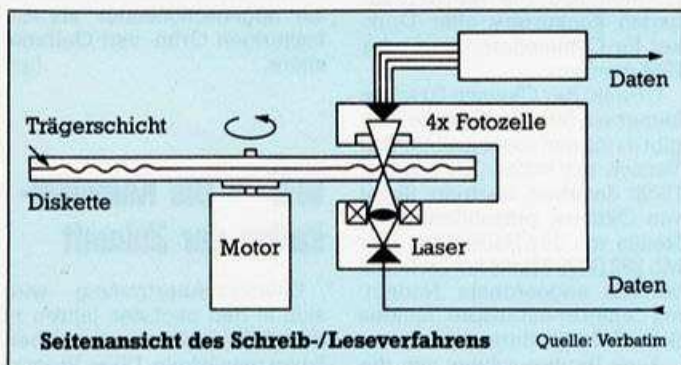 Daten
Trägerschicht
4x Fotozelle
Diskette
Motor
Laser
Daten
Seitenansicht des Schreib-/Leseverfahrens
Quelle: Verbatim